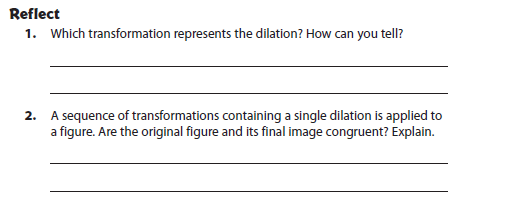 Reflect
1. Which transformation represents the dilation? How can you tell?
2. A sequence of transformations containing a single dilation is applied to
a figure. Are the original figure and its final image congruent? Explain.